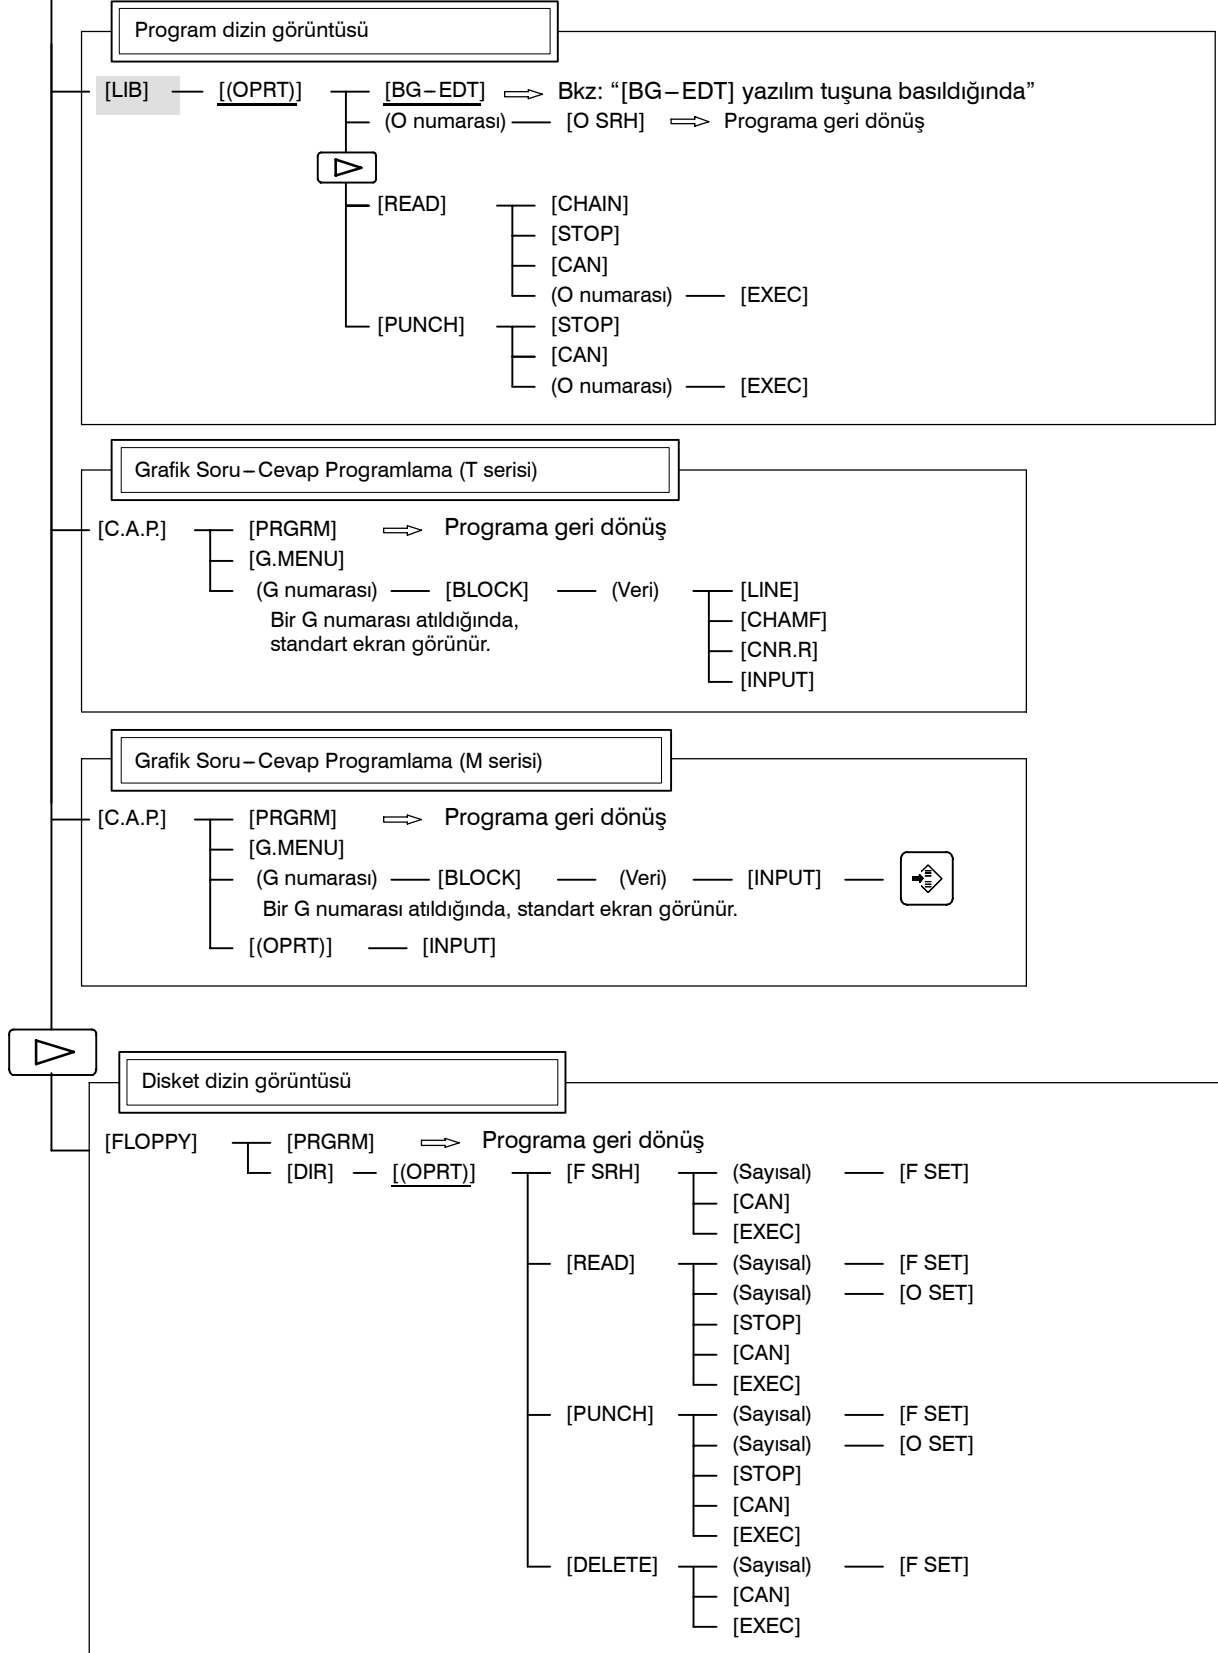 Program dizin görüntüsü
[LIB] [(OPRT)] [BG–EDT] Bkz: “[BG–EDT] yazılım tuşuna basıldığında”
(O numarası) [O SRH] Programa geri dönüş
[READ] [CHAIN]
[STOP]
[CAN]
(O numarası) [EXEC]
[PUNCH] [STOP]
[CAN]
(O numarası) [EXEC]
Grafik Soru–Cevap Programlama (T serisi)
[C.A.P.] [PRGRM] Programa geri dönüş
[G.MENU]
(G numarası) [BLOCK] (Veri) [LINE]
Bir G numarası atıldığında, [CHAMF]
standart ekran görünür. [CNR.R]
[INPUT]
Grafik Soru–Cevap Programlama (M serisi)
[C.A.P.] [PRGRM] Programa geri dönüş
[G.MENU]
(G numarası) [BLOCK] (Veri) [INPUT]
Bir G numarası atıldığında, standart ekran görünür.
[(OPRT)] [INPUT]
Disket dizin görüntüsü
[FLOPPY] [PRGRM] Programa geri dönüş
[DIR] [(OPRT)] [F SRH] (Sayısal) [F SET]
[CAN]
[EXEC]
[READ] (Sayısal) [F SET]
(Sayısal) [O SET]
[STOP]
[CAN]
[EXEC]
[PUNCH] (Sayısal) [F SET]
(Sayısal) [O SET]
[STOP]
[CAN]
[EXEC]
[DELETE] (Sayısal) [F SET]
[CAN]
[EXEC]